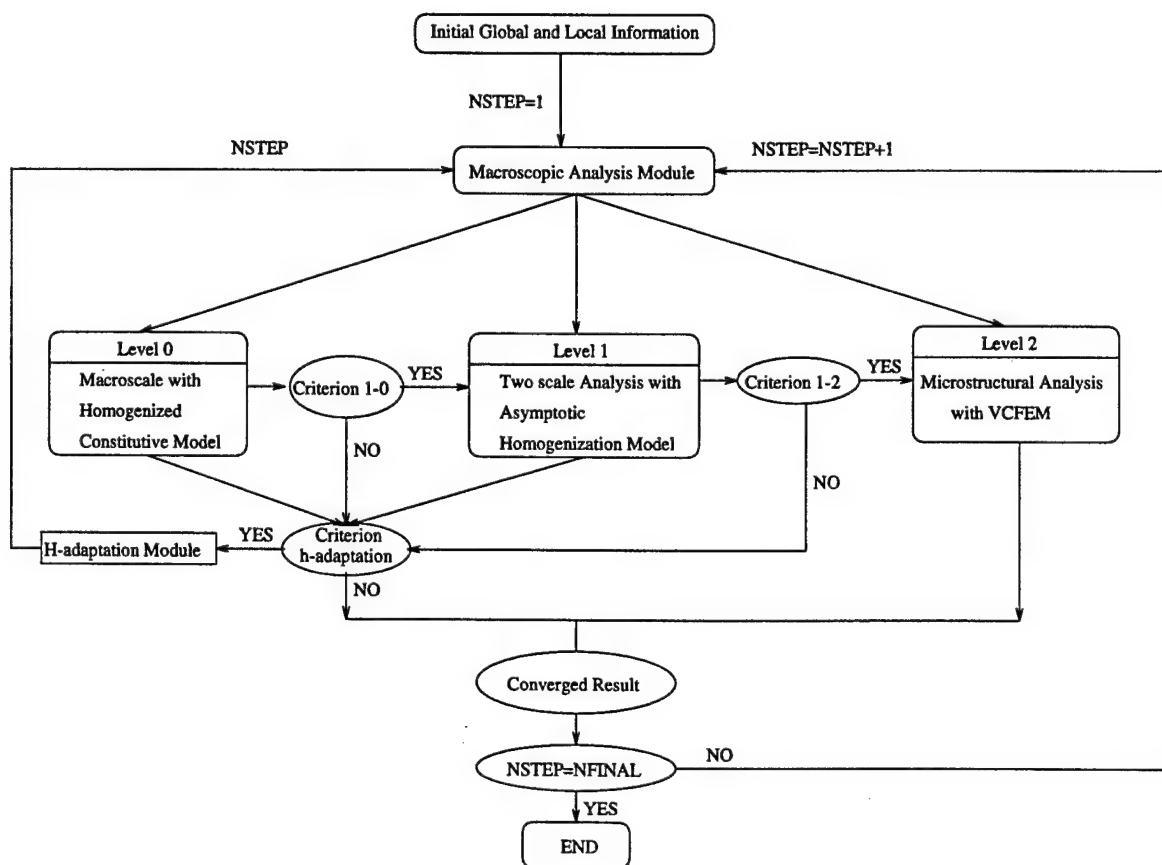 Initial Global and Local Information
NSTEP=1
NSTEP
NSTEP=NSTEP+1
Macroscopic Analysis Module
Level 0
Macroscale with
Homogenized
Constitutive Model
Criterion 1-0
YES
NO
Level 1
Two scale Analysis with
Asymptotic
Homogenization Model
Criterion 1-2
YES
NO
Level 2
Microstructural Analysis
with VCFEM
H-adaptation Module
YES
Criterion
h-adaptation
NO
Converged Result
NSTEP=NFINAL
NO
YES
END